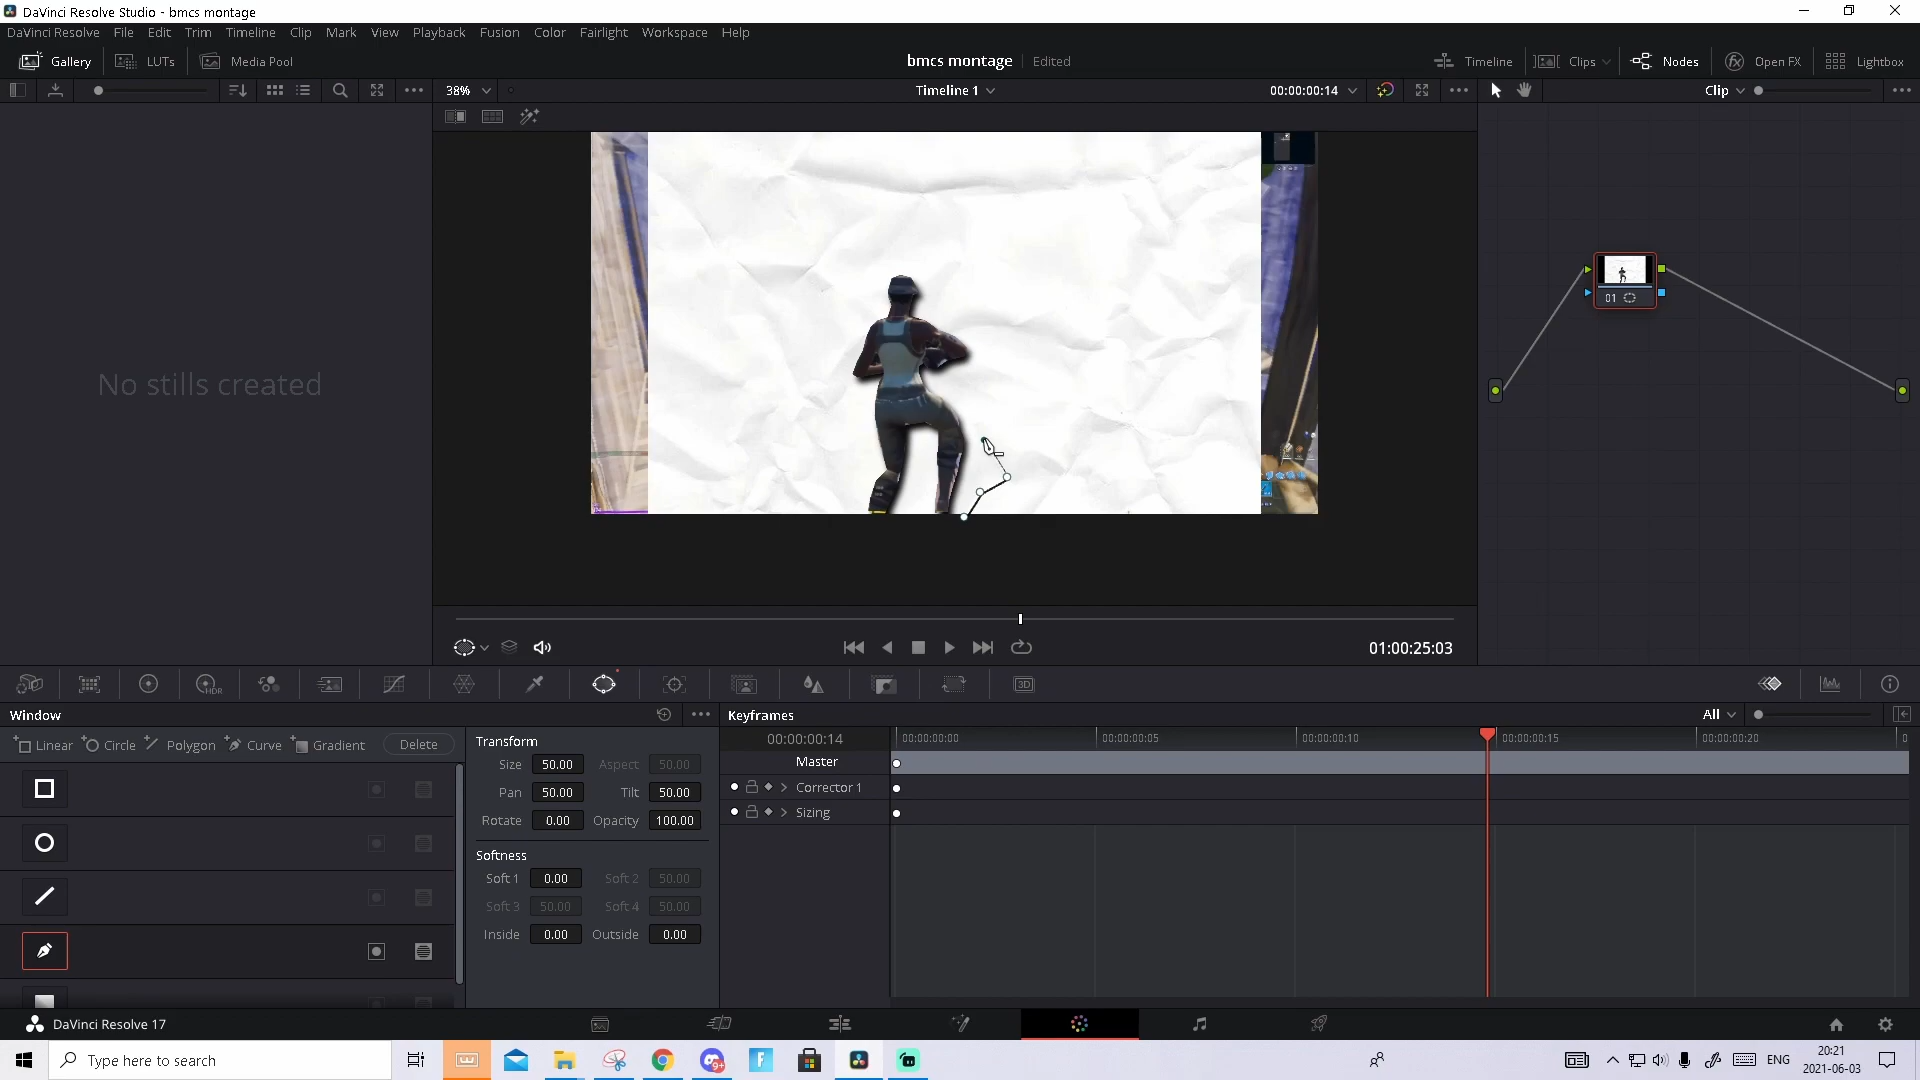 DaVinci Resolve Studio - bmcs montage
DaVinci Resolve File Edit Trim Timeline Clip Mark View Playback Fusion Color Fairlight Workspace Help
Gallery LUTs Media Pool bmcs montage Edited Timeline Clips Nodes Open FX Lightbox
38% Timeline 1 00:00:00:14 Clip
No stills created
01
01:00:25:03
HDR
3D
Window Keyframes All
Linear Circle Polygon Curve Gradient Delete
Transform
Size 50.00 Aspect 50.00
Pan 50.00 Tilt 50.00
Rotate 0.00 Opacity 100.00
Softness
Soft 1 0.00 Soft 2 50.00
Soft 3 50.00 Soft 4 50.00
Inside 0.00 Outside 0.00
00:00:00:14 00:00:00:00 00:00:00:05 00:00:00:10 00:00:00:15 00:00:00:20 0
Master
Corrector 1
Sizing
DaVinci Resolve 17
Type here to search
9+
ENG
20:21
2021-06-03